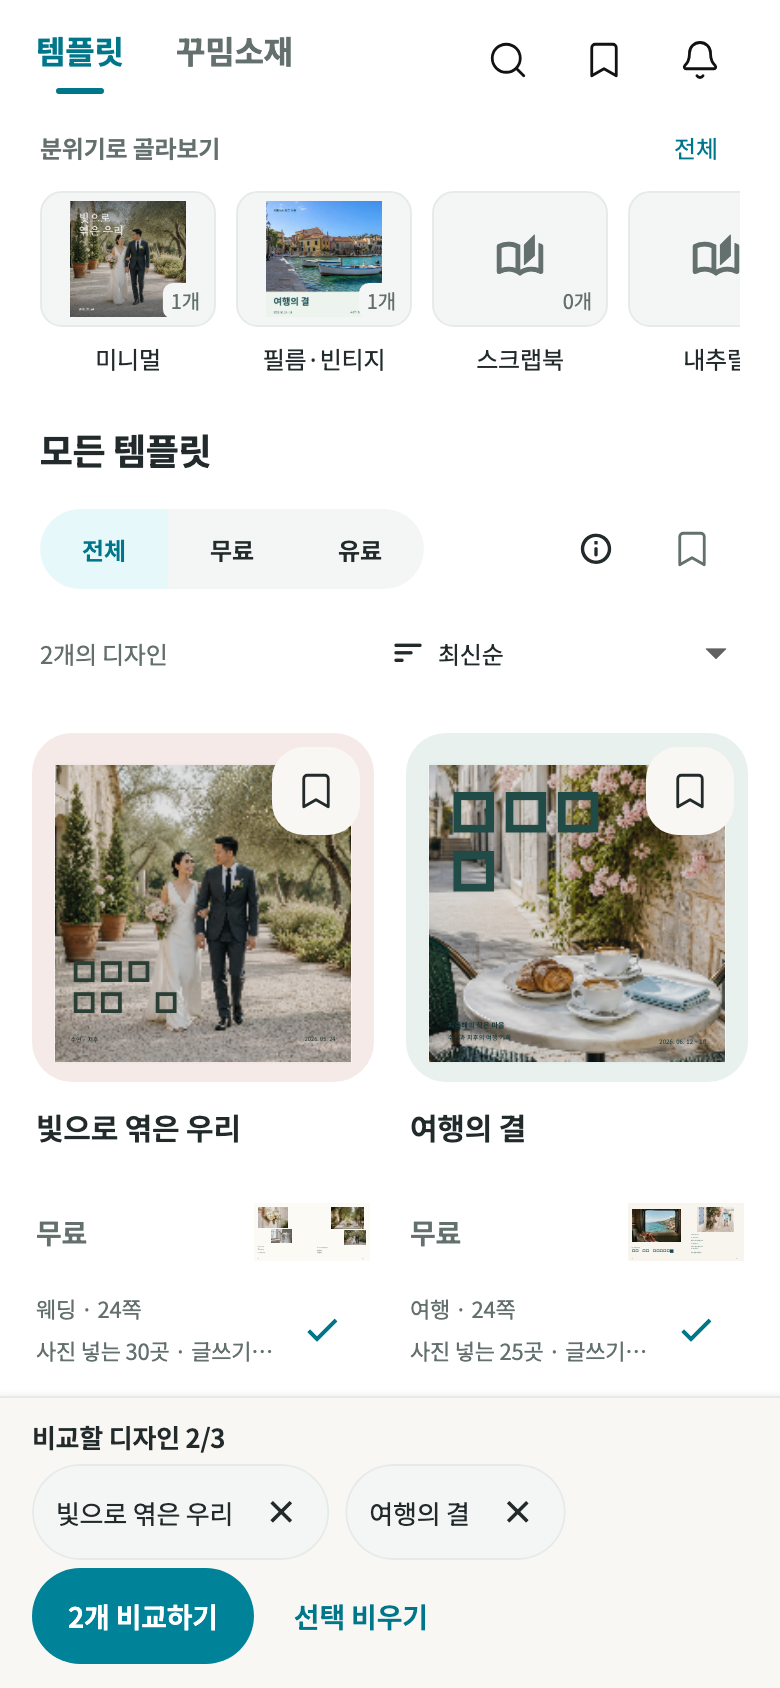 템플릿 꾸밈소재
분위기로 골라보기 전체
빛으로
엮은 우리
여행의 결
1개 1개 0개
미니멀 필름·빈티지 스크랩북 내추럴
모든 템플릿
전체 무료 유료
2개의 디자인 최신순
2026. 05. 24
빛으로 엮은 우리 여행의 결
무료 무료
웨딩 · 24쪽 여행 · 24쪽
사진 넣는 30곳 · 글쓰기… 사진 넣는 25곳 · 글쓰기…
비교할 디자인 2/3
빛으로 엮은 우리 여행의 결
2개 비교하기 선택 비우기